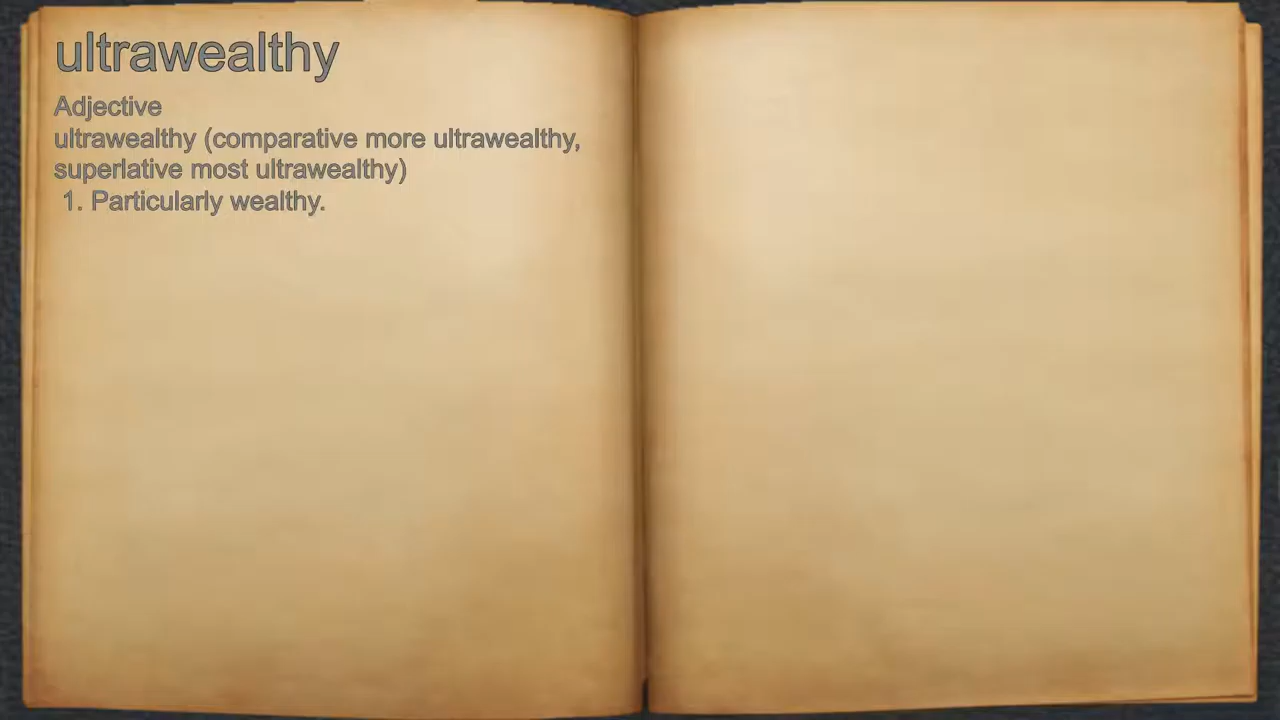 ultrawealthy
Adjective
ultrawealthy (comparative more ultrawealthy,
superlative most ultrawealthy)
1. Particularly wealthy.